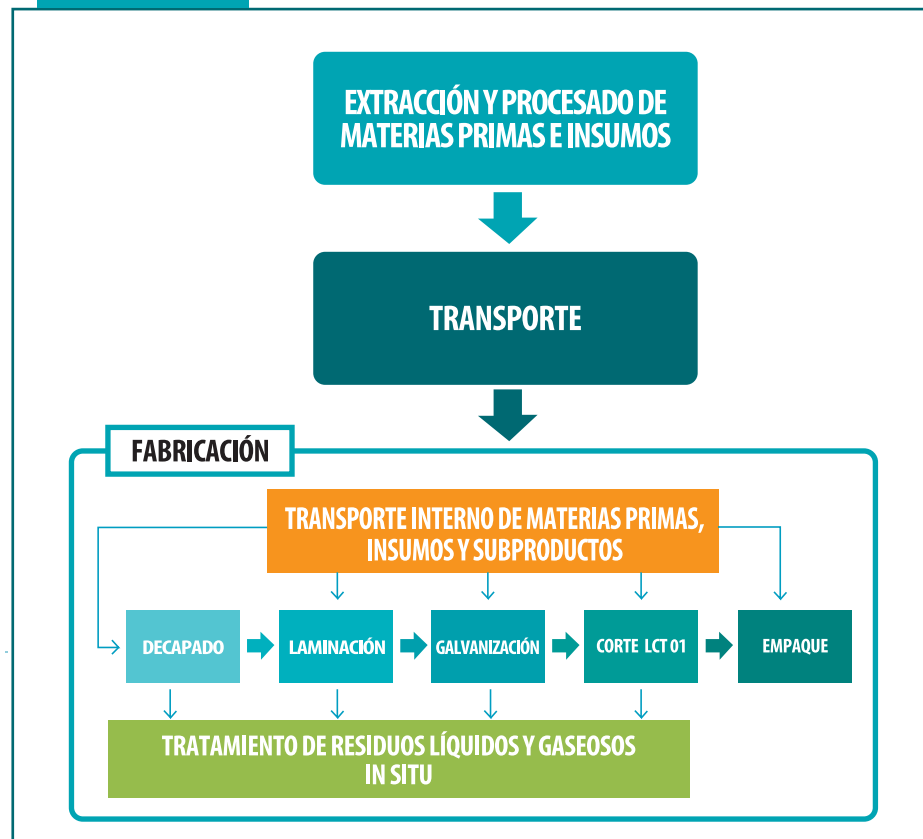 EXTRACCIÓN Y PROCESADO DE
MATERIAS PRIMAS E INSUMOS
TRANSPORTE
FABRICACIÓN
TRANSPORTE INTERNO DE MATERIAS PRIMAS,
INSUMOS Y SUBPRODUCTOS
DECAPADO
LAMINACIÓN
GALVANIZACIÓN
CORTE LCT 01
EMPAQUE
TRATAMIENTO DE RESIDUOS LÍQUIDOS Y GASEOSOS
IN SITU